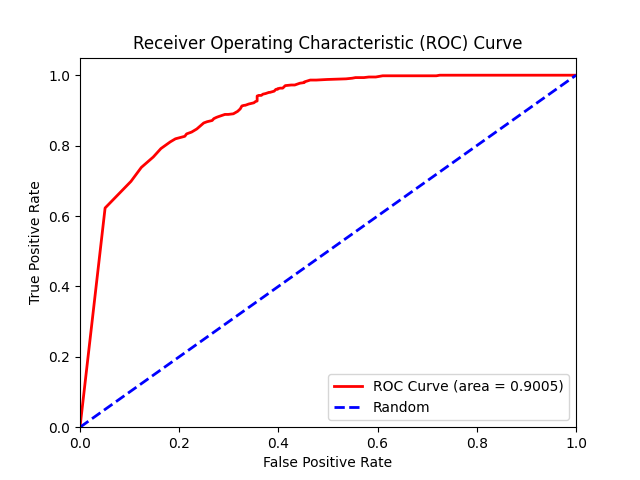 Receiver Operating Characteristic (ROC) Curve
True Positive Rate
1.0
0.8
0.6
0.4
0.2
0.0
ROC Curve (area = 0.9005)
Random
0.0 0.2 0.4 0.6 0.8 1.0
False Positive Rate